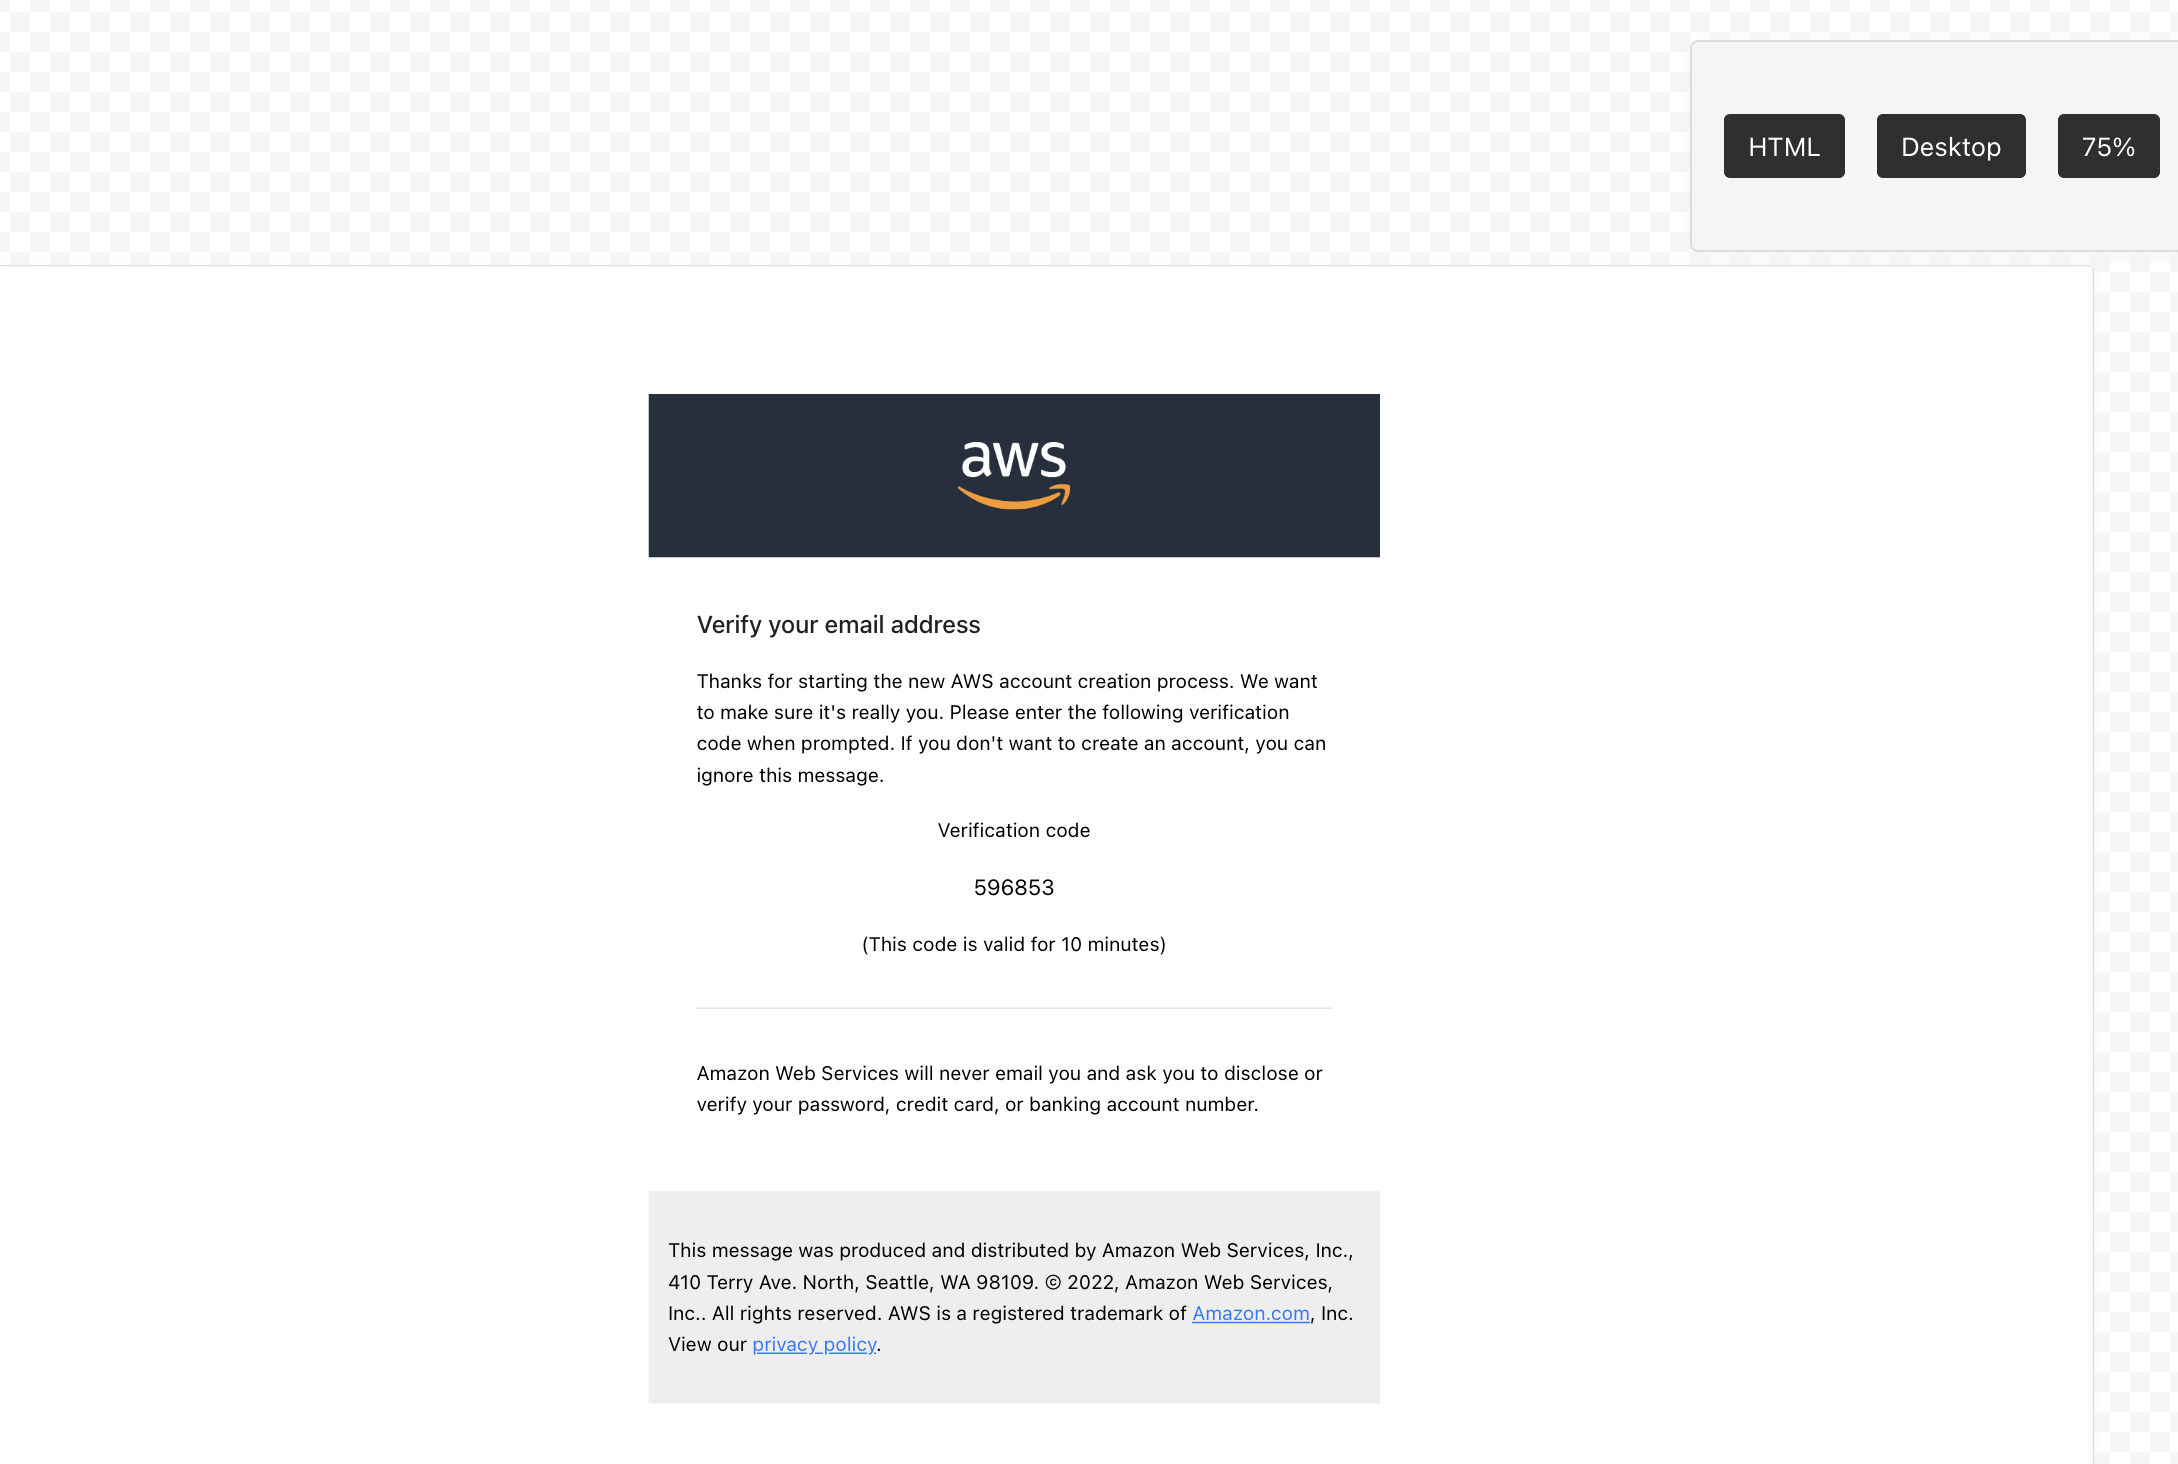 HTML
Desktop
75%
aws
Verify your email address
Thanks for starting the new AWS account creation process. We want
to make sure it's really you. Please enter the following verification
code when prompted. If you don't want to create an account, you can
ignore this message.
Verification code
596853
(This code is valid for 10 minutes)
Amazon Web Services will never email you and ask you to disclose or
verify your password, credit card, or banking account number.
This message was produced and distributed by Amazon Web Services, Inc.,
410 Terry Ave. North, Seattle, WA 98109. © 2022, Amazon Web Services,
Inc.. All rights reserved. AWS is a registered trademark of Amazon.com, Inc.
View our privacy policy.